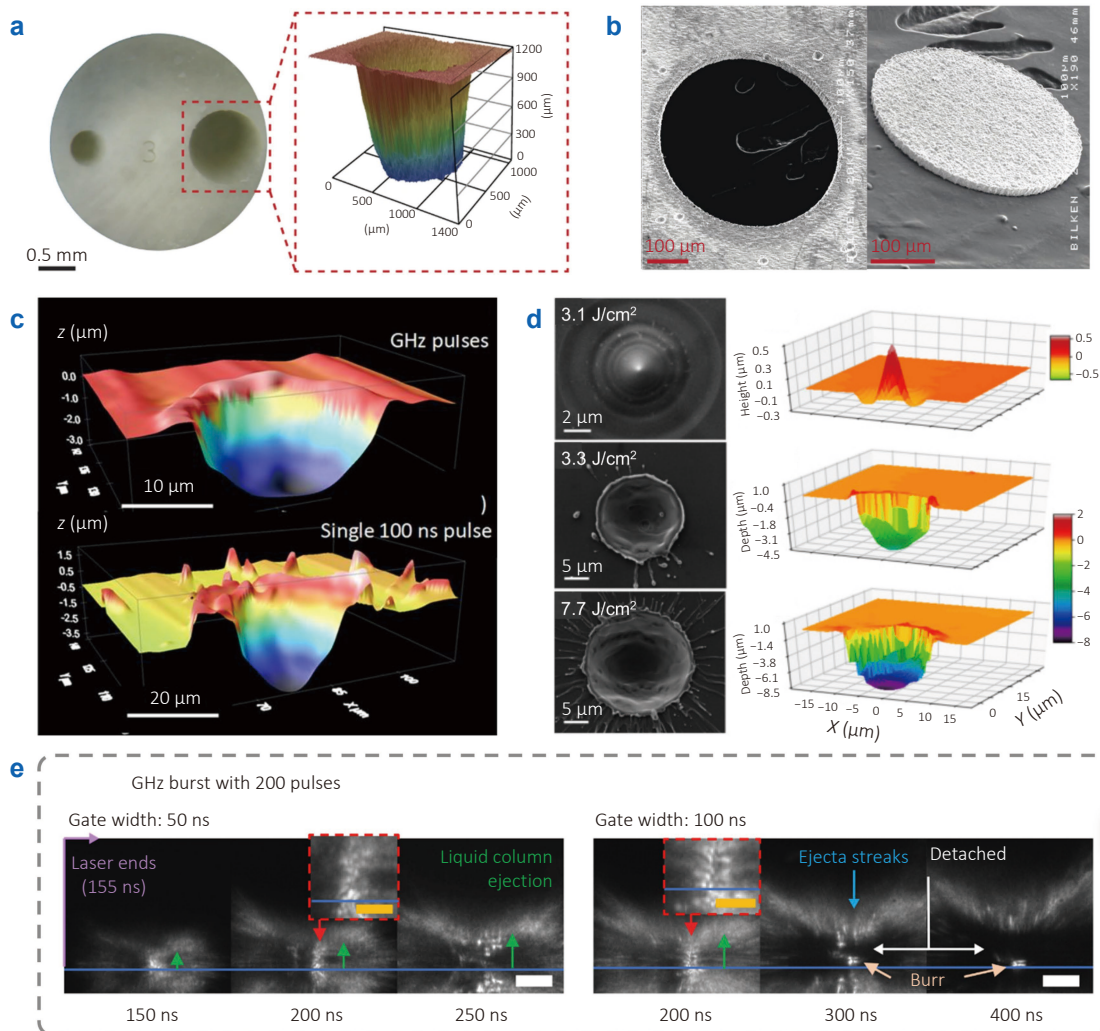 a
3
0.5 mm
1200
900
600
300
0
(μm)
0
500
1000
1400
(μm)
0
500
1000
(μm)
b
100 μm
100 μm
100μm
X190 46mm
BILKEN
c
z (μm)
GHz pulses
0.0
-1.0
-2.0
-3.0
10 μm
)
z (μm)
Single 100 ns pulse
1.5
-0.5
-1.5
-2.5
-3.5
20 μm
70
85
X μm
100
d
3.1 J/cm²
2 μm
3.3 J/cm²
5 μm
7.7 J/cm²
5 μm
Height (μm)
0.5
0.3
0.1
−0.1
−0.3
0.5
0
−0.5
Depth (μm)
1.0
−0.4
−1.8
−3.1
−4.5
Depth (μm)
1.0
−1.4
−3.8
−6.1
−8.5
2
0
−2
−4
−6
−8
−15
−10
−5
0
5
10
15
X (μm)
0
15
Y (μm)
e
GHz burst with 200 pulses
Gate width: 50 ns
Laser ends
(155 ns)
Liquid column
ejection
150 ns
200 ns
250 ns
Gate width: 100 ns
Ejecta streaks
Detached
Burr
200 ns
300 ns
400 ns